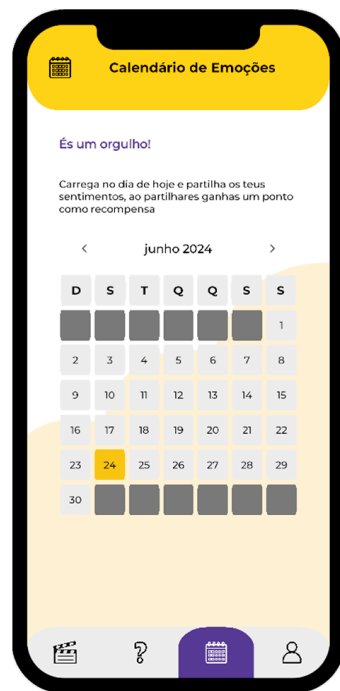 Calendário de Emoções
És um orgulho!
Carrega no dia de hoje e partilha os teus
sentimentos, ao partilhares ganhas um ponto
como recompensa
< junho 2024 >
D S T Q Q S S
1
2 3 4 5 6 7 8
9 10 11 12 13 14 15
16 17 18 19 20 21 22
23 24 25 26 27 28 29
30
?